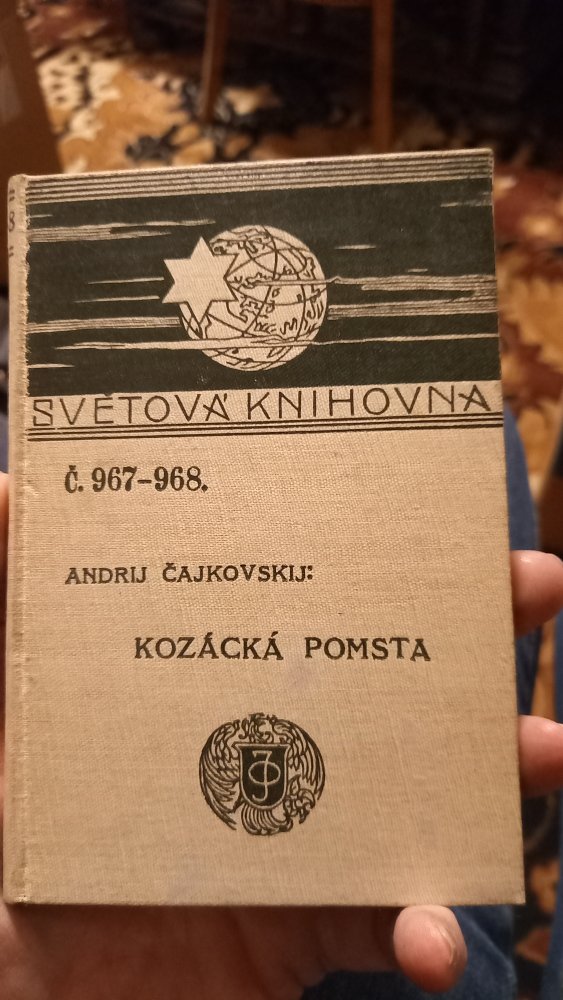 SVĚTOVÁ KNIHOVNA
Č. 967-968.
ANDRIJ ČAJKOVSKIJ:
KOZÁCKÁ POMSTA